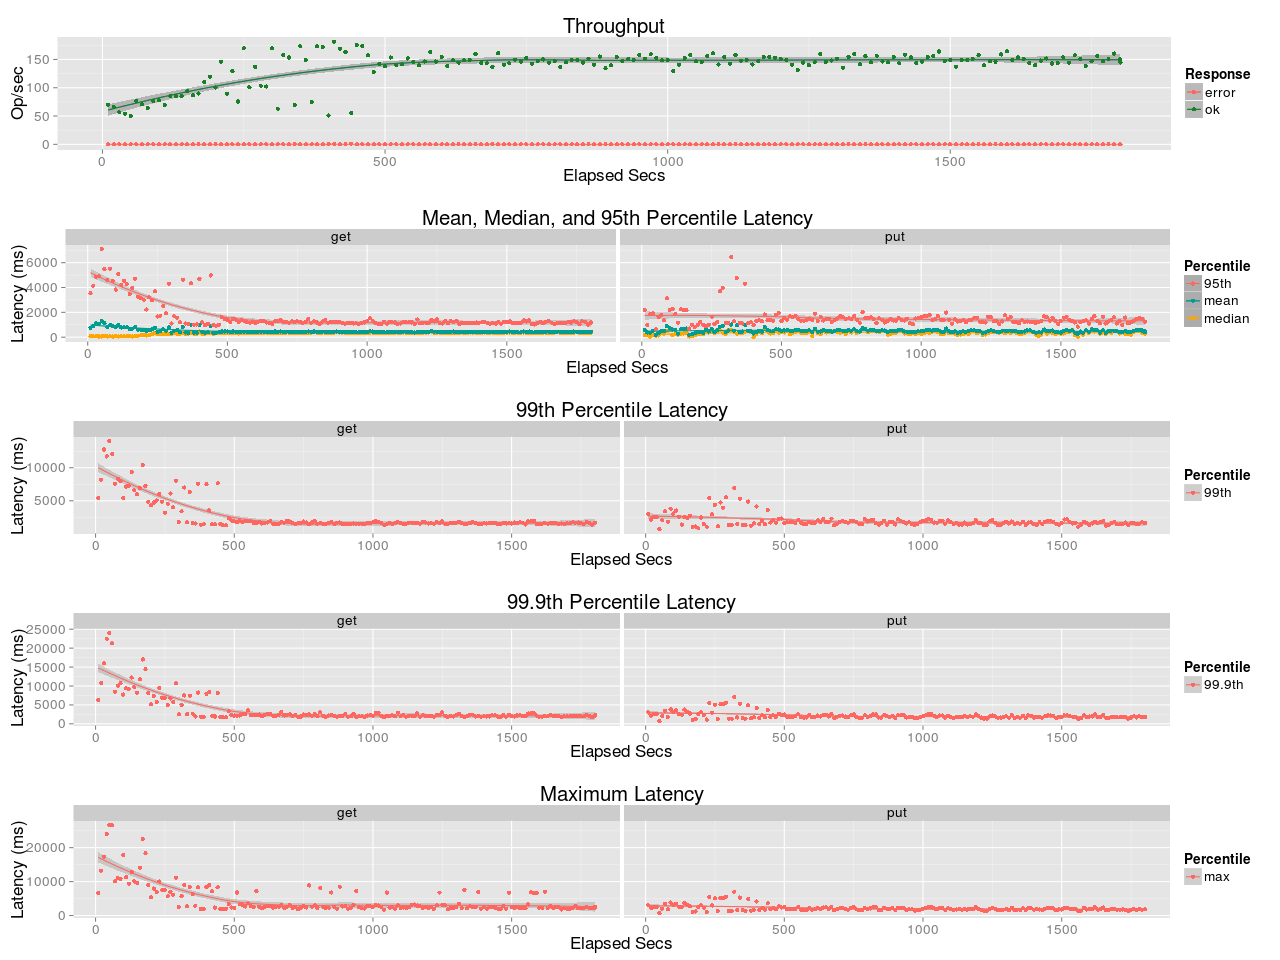 Throughput
Op/sec
150
100
50
0
0 500 1000 1500
Elapsed Secs
Response
error
ok
Mean, Median, and 95th Percentile Latency
get put
Latency (ms)
6000
4000
2000
0
0 500 1000 1500 0 500 1000 1500
Elapsed Secs
Percentile
95th
mean
median
99th Percentile Latency
get put
Latency (ms)
10000
5000
0 500 1000 1500 0 500 1000 1500
Elapsed Secs
Percentile
99th
99.9th Percentile Latency
get put
Latency (ms)
25000
20000
15000
10000
5000
0
0 500 1000 1500 0 500 1000 1500
Elapsed Secs
Percentile
99.9th
Maximum Latency
get put
Latency (ms)
20000
10000
0
0 500 1000 1500 0 500 1000 1500
Elapsed Secs
Percentile
max